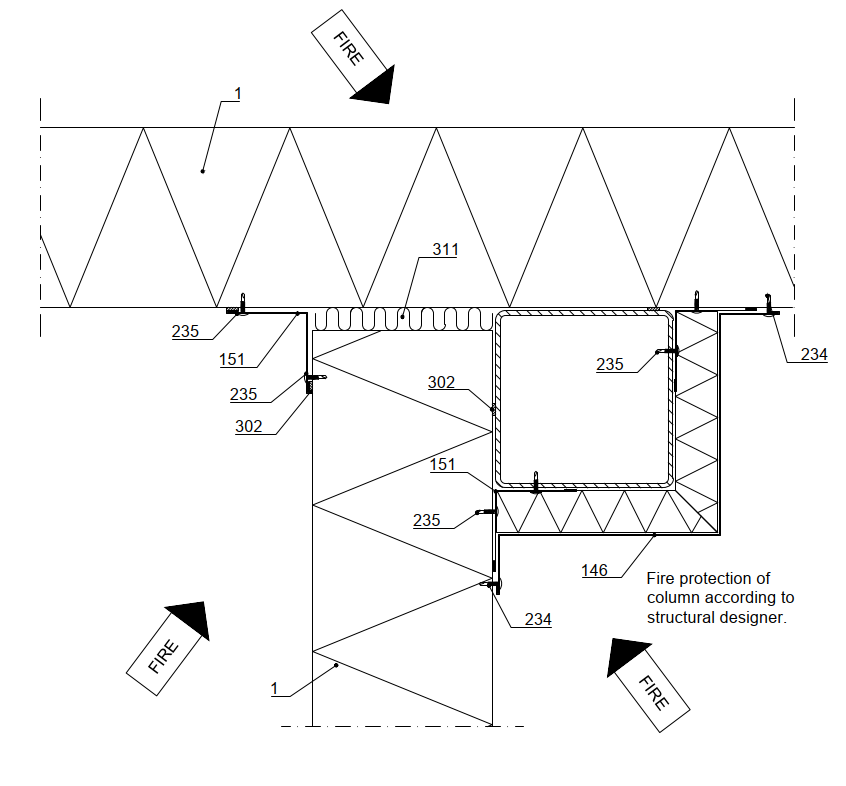 FIRE
1
311
235
151
235
302
302
235
234
151
235
146
234
Fire protection of
column according to
structural designer.
FIRE
1
FIRE